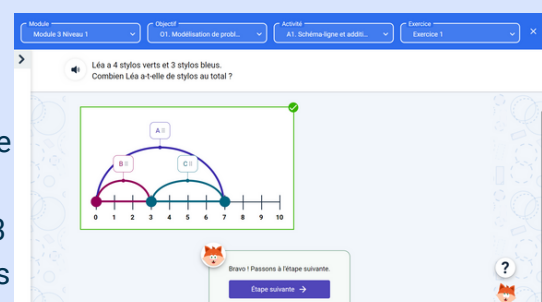 Module
Module 3 Niveau 1
Objectif
O1. Modélisation de probl...
Activité
A1. Schéma-ligne et additi...
Exercice
Exercice 1
Léa a 4 stylos verts et 3 stylos bleus.
Combien Léa a-t-elle de stylos au total ?
A
B
C
0 1 2 3 4 5 6 7 8 9 10
e
3
s
Bravo ! Passons à l'étape suivante.
Étape suivante →
?